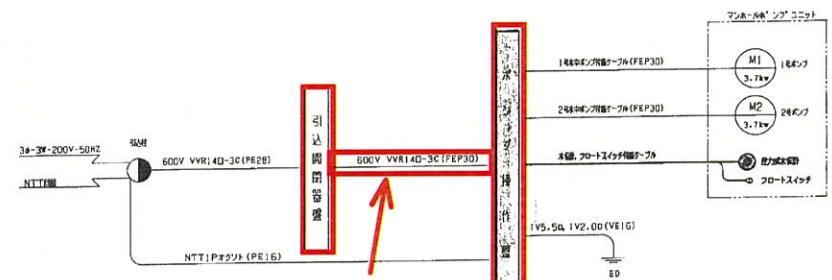 マンホールポンプユニット
1号水中ポンプ付属ケーブル(FEP30)
M1
3.7kw
1号ポンプ
2号水中ポンプ付属ケーブル(FEP30)
M2
3.7kw
2号ポンプ
引込柱
3φ-3W-200V-50HZ
600V VVR14□-3C(PE28)
引込開閉器盤
600V VVR14□-3C(FEP30)
水位計, フロートスイッチ付属ケーブル
圧力式水位計
フロートスイッチ
NTT1Pオクソト(PE16)
IV5.5□, IV2.0□(VE16)
ED